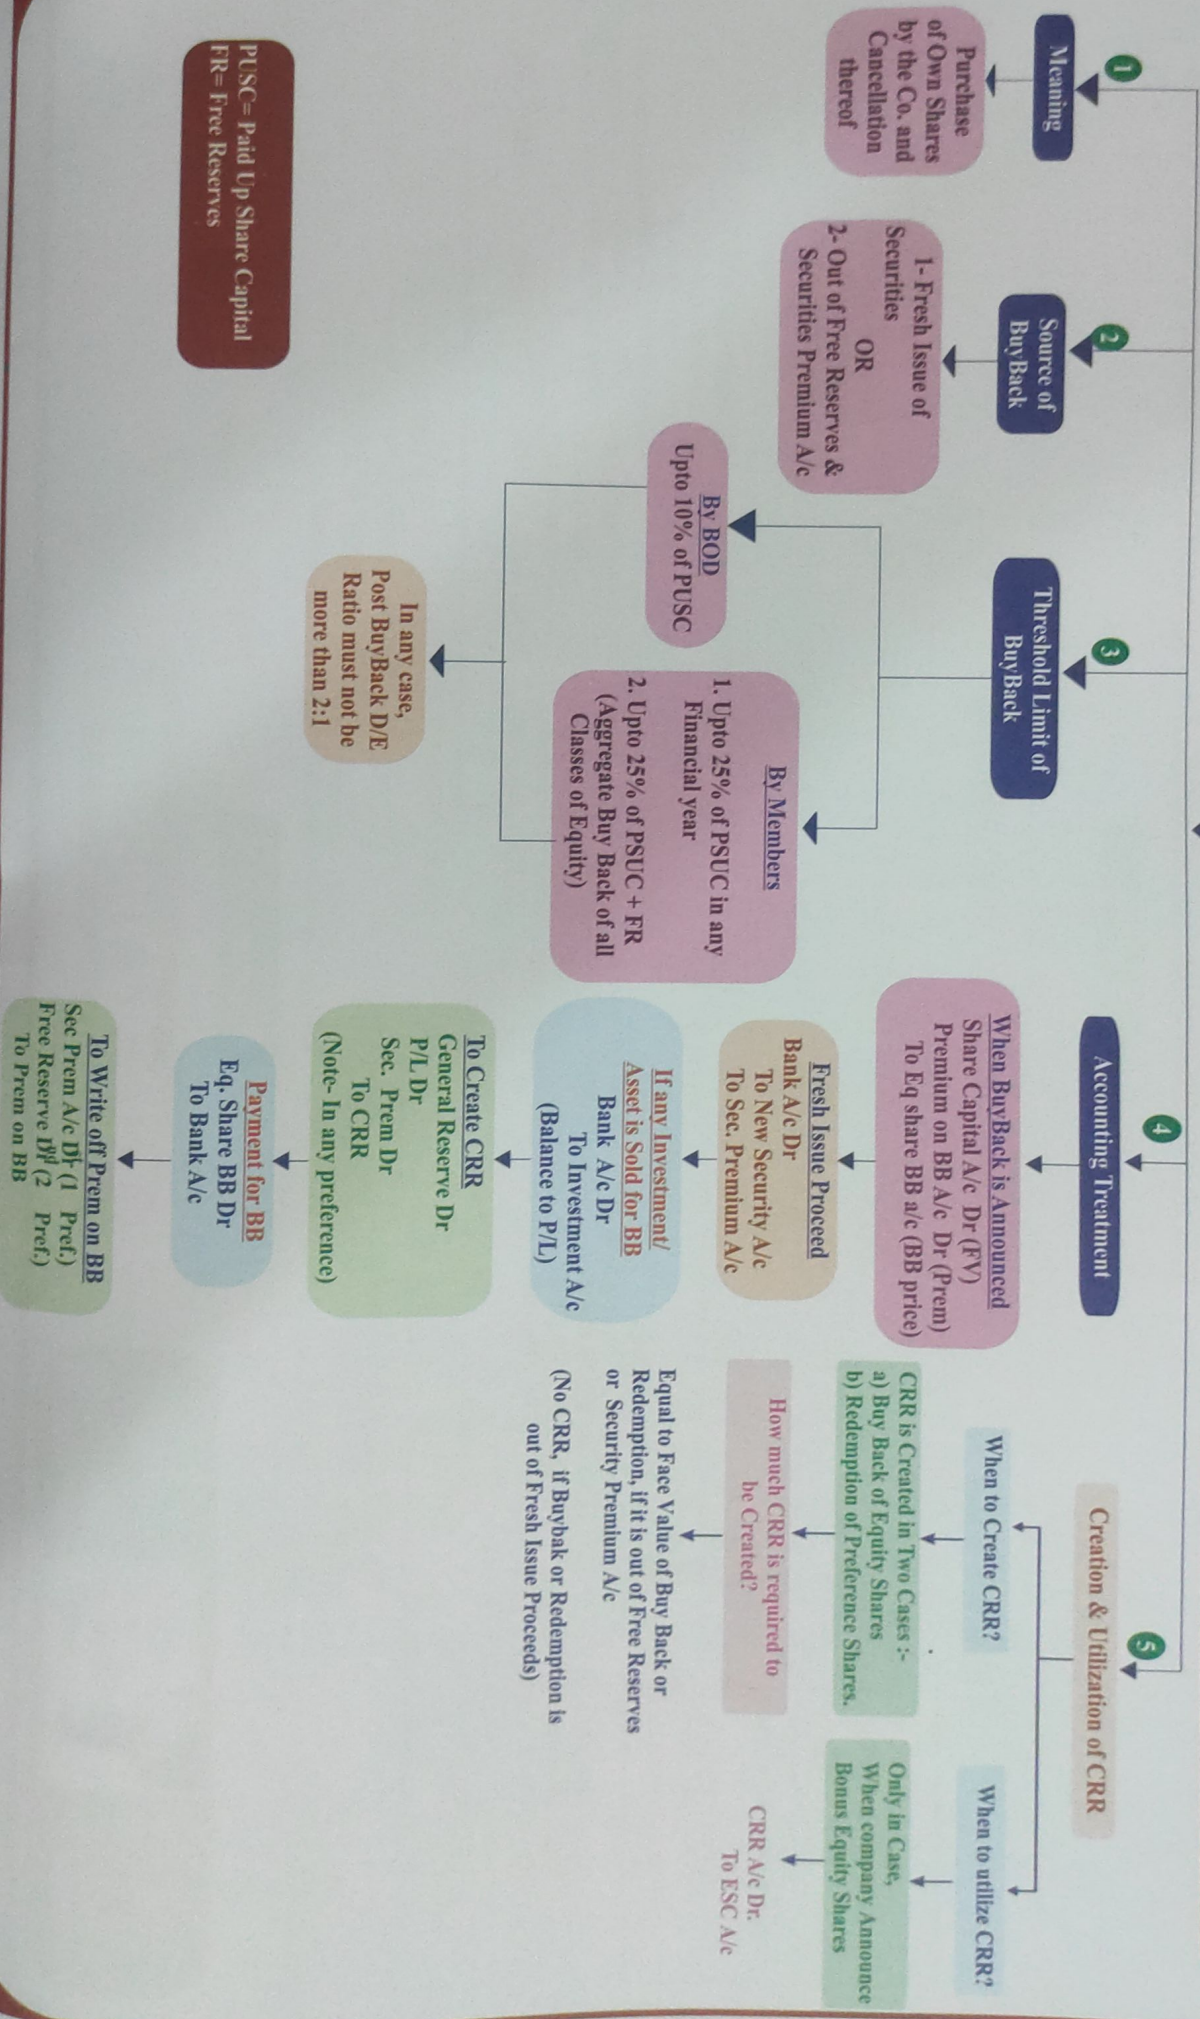 1
Meaning
Purchase
of Own Shares
by the Co. and
Cancellation
thereof
2
Source of
BuyBack
1- Fresh Issue of
Securities
OR
2- Out of Free Reserves &
Securities Premium A/c
3
Threshold Limit of
BuyBack
By BOD
Upto 10% of PUSC
By Members
1. Upto 25% of PSUC in any
Financial year
2. Upto 25% of PSUC + FR
(Aggregate Buy Back of all
Classes of Equity)
In any case,
Post BuyBack D/E
Ratio must not be
more than 2:1
PUSC= Paid Up Share Capital
FR= Free Reserves
4
Accounting Treatment
When BuyBack is Announced
Share Capital A/c Dr (FV)
Premium on BB A/c Dr (Prem)
To Eq share BB a/c (BB price)
Fresh Issue Proceed
Bank A/c Dr
To New Security A/c
To Sec. Premium A/c
If any Investment/
Asset is Sold for BB
Bank A/c Dr
To Investment A/c
(Balance to P/L)
To Create CRR
General Reserve Dr
P/L Dr
Sec. Prem Dr
To CRR
(Note- In any preference)
Payment for BB
Eq. Share BB Dr
To Bank A/c
To Write off Prem on BB
Sec Prem A/c Dr (1st Pref.)
Free Reserve Dr (2nd Pref.)
To Prem on BB
5
Creation & Utilization of CRR
When to Create CRR?
CRR is Created in Two Cases :-
a) Buy Back of Equity Shares
b) Redemption of Preference Shares.
How much CRR is required to
be Created?
Equal to Face Value of Buy Back or
Redemption, if it is out of Free Reserves
or Security Premium A/c
(No CRR, if Buybak or Redemption is
out of Fresh Issue Proceeds)
When to utilize CRR?
Only in Case,
When company Announce
Bonus Equity Shares
CRR A/c Dr.
To ESC A/c